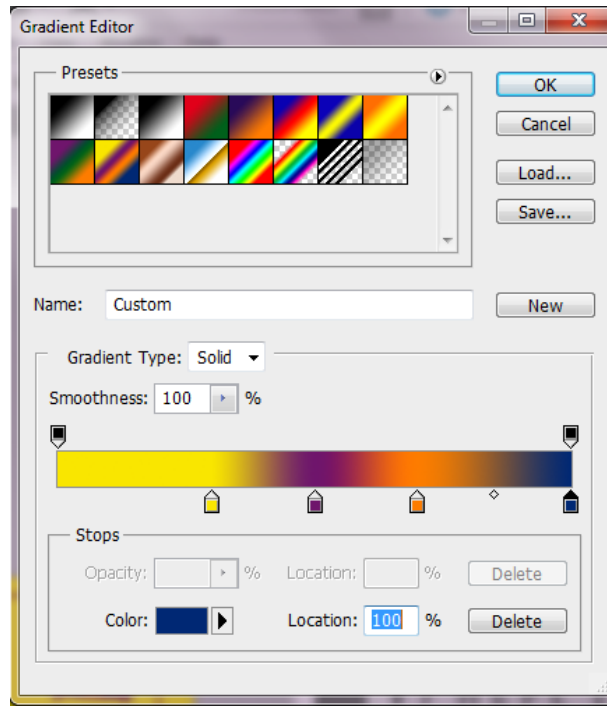 Gradient Editor
Presets
OK
Cancel
Load...
Save...
Name: Custom
New
Gradient Type: Solid
Smoothness: 100 %
Stops
Opacity: % Location: % Delete
Color: Location: 100 % Delete